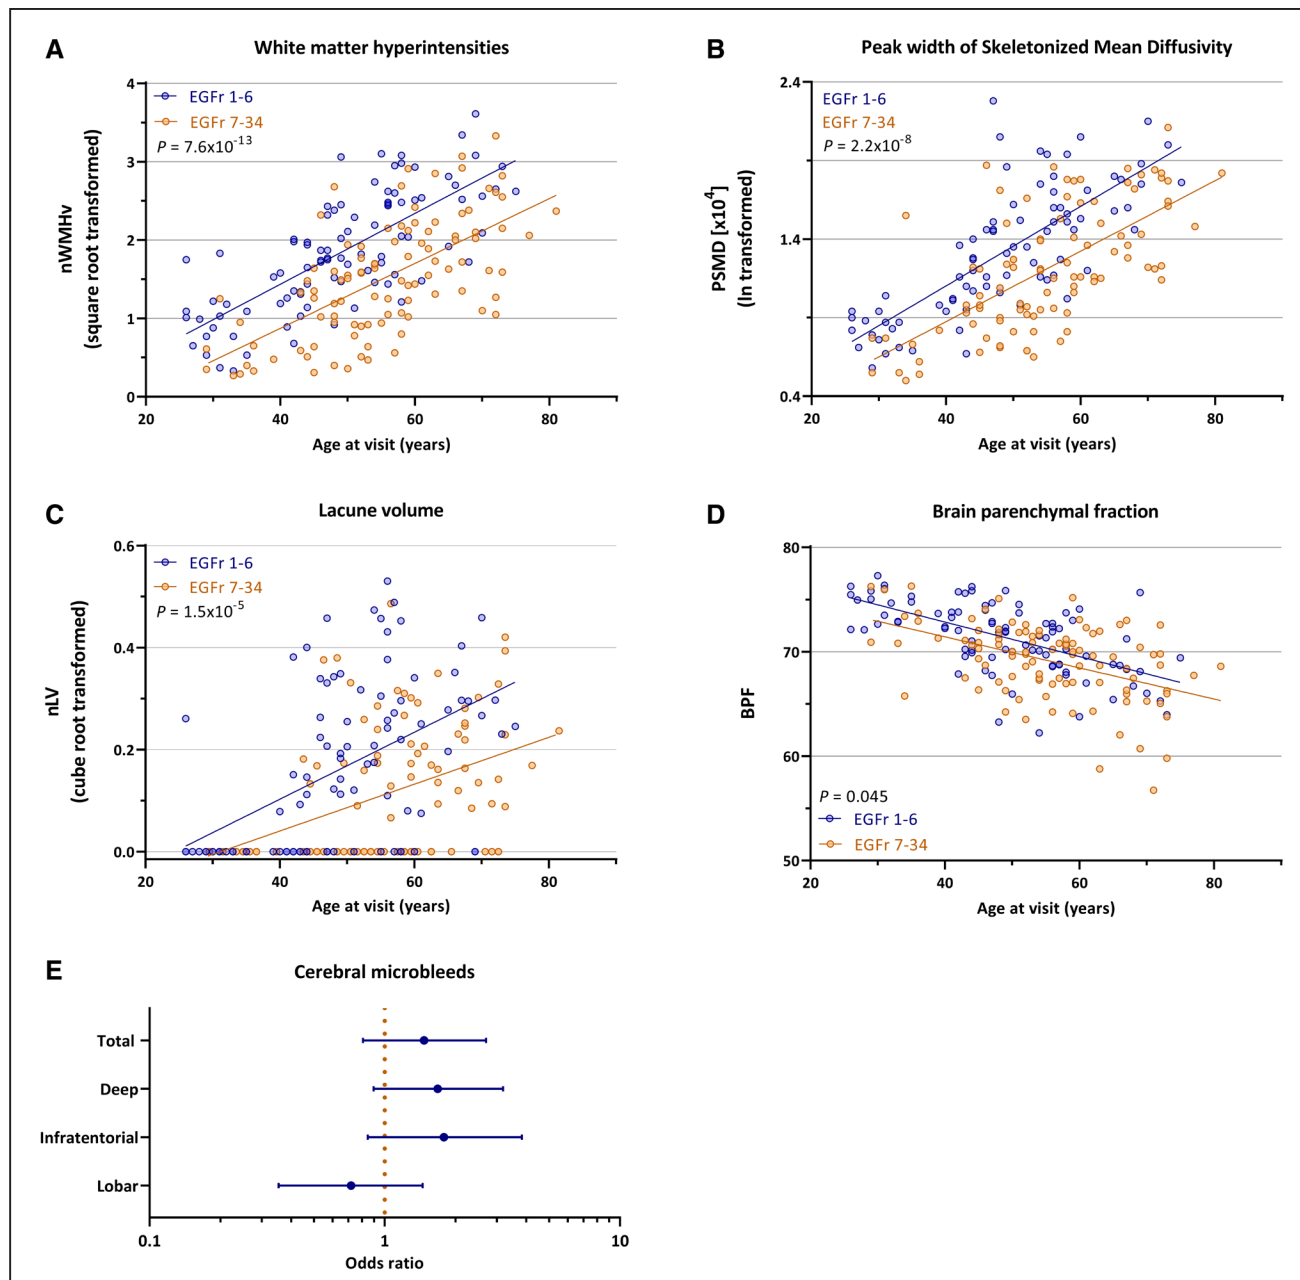 A
White matter hyperintensities
nWMHv
(square root transformed)
4
3
2
1
0
EGFr 1-6
EGFr 7-34
P = 7.6x10⁻¹³
20
40
60
80
Age at visit (years)
B
Peak width of Skeletonized Mean Diffusivity
PSMD [x10⁴]
(ln transformed)
2.4
1.4
0.4
EGFr 1-6
EGFr 7-34
P = 2.2x10⁻⁸
20
40
60
80
Age at visit (years)
C
Lacune volume
nLV
(cube root transformed)
0.6
0.4
0.2
0.0
EGFr 1-6
EGFr 7-34
P = 1.5x10⁻⁵
20
40
60
80
Age at visit (years)
D
Brain parenchymal fraction
BPF
80
70
60
50
P = 0.045
EGFr 1-6
EGFr 7-34
20
40
60
80
Age at visit (years)
E
Cerebral microbleeds
Total
Deep
Infratentorial
Lobar
0.1
1
10
Odds ratio